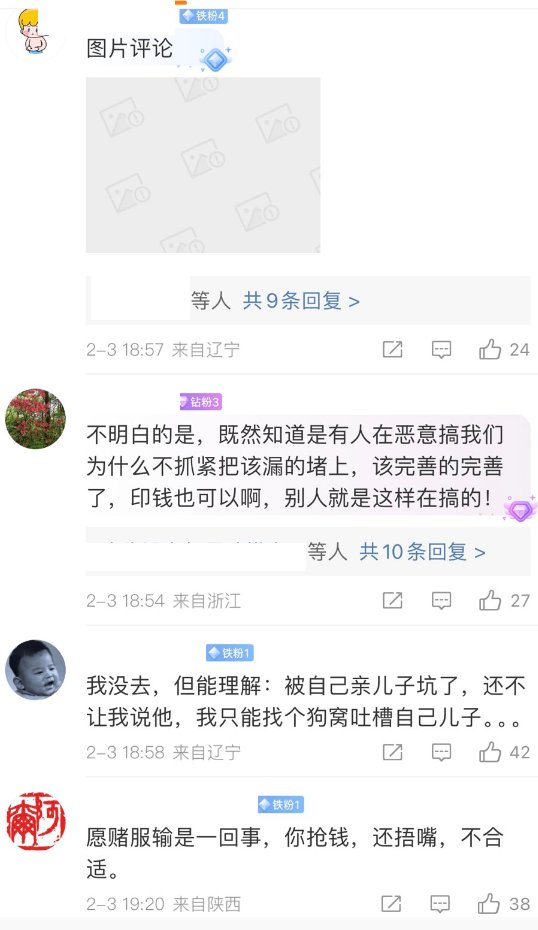 铁粉4
图片评论
等人 共9条回复 >
2-3 18:57 来自辽宁
24
钻粉3
不明白的是，既然知道是有人在恶意搞我们
为什么不抓紧把该漏的堵上，该完善的完善
了，印钱也可以啊，别人就是这样在搞的！
等人 共10条回复 >
2-3 18:54 来自浙江
27
铁粉1
我没去，但能理解：被自己亲儿子坑了，还不
让我说他，我只能找个狗窝吐槽自己儿子。。。
2-3 18:58 来自辽宁
42
铁粉1
愿赌服输是一回事，你抢钱，还捂嘴，不合
适。
2-3 19:20 来自陕西
38